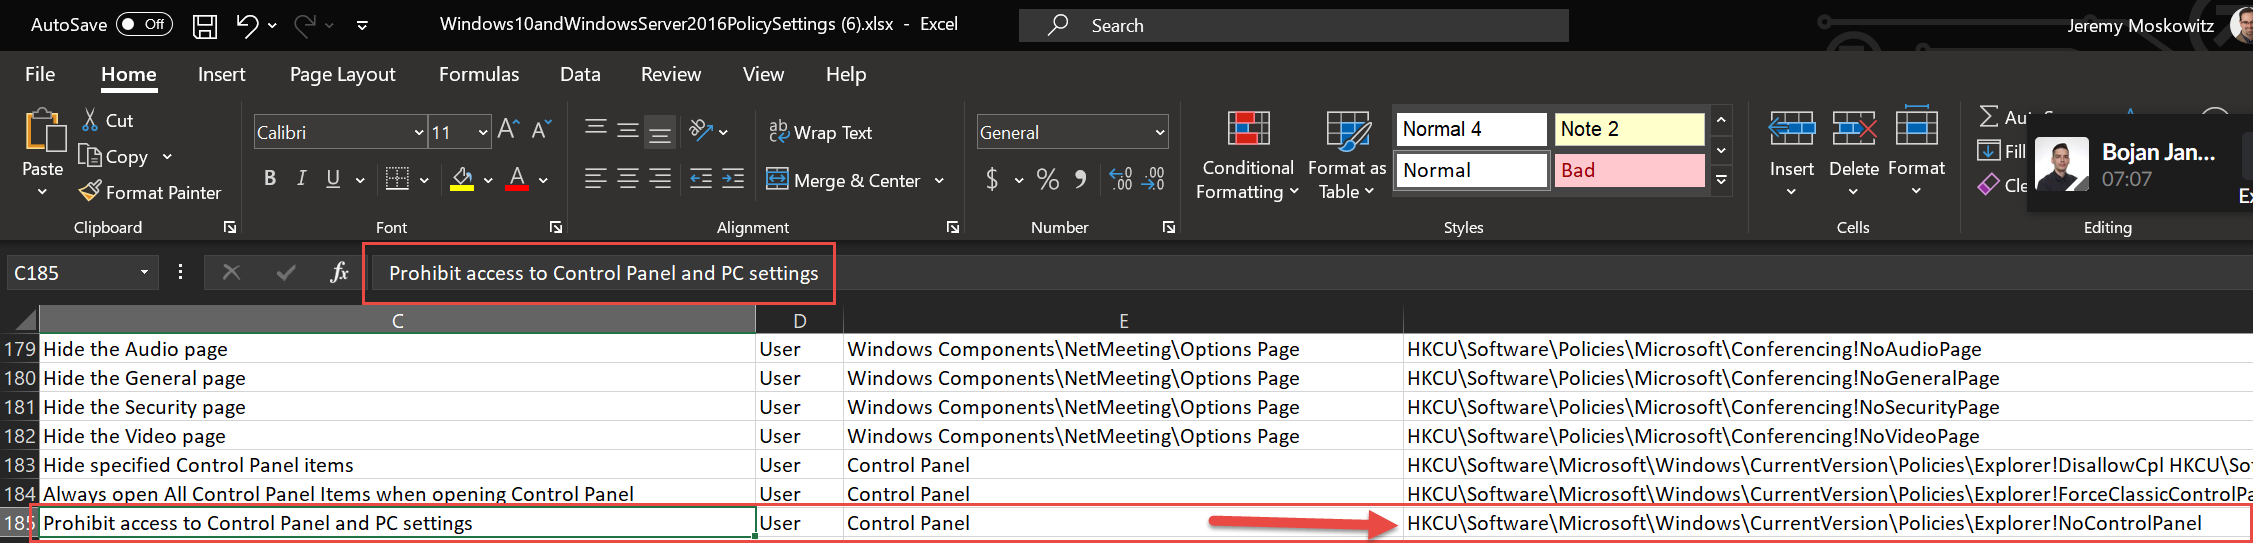 AutoSave Off Windows10andWindowsServer2016PolicySettings (6).xlsx - Excel Search Jeremy Moskowitz
File Home Insert Page Layout Formulas Data Review View Help
Paste
Cut
Copy
Format Painter
Clipboard
Calibri 11
B I U
Font
ab Wrap Text
Merge & Center
Alignment
General
$ % 9 .00 .00
Number
Conditional Formatting
Format as Table
Normal 4 Note 2
Normal Bad
Styles
Insert Delete Format
Cells
Fill
Editing
Bojan Jan...
07:07
C185 fx Prohibit access to Control Panel and PC settings
C D E
179 Hide the Audio page User Windows Components\NetMeeting\Options Page HKCU\Software\Policies\Microsoft\Conferencing!NoAudioPage
180 Hide the General page User Windows Components\NetMeeting\Options Page HKCU\Software\Policies\Microsoft\Conferencing!NoGeneralPage
181 Hide the Security page User Windows Components\NetMeeting\Options Page HKCU\Software\Policies\Microsoft\Conferencing!NoSecurityPage
182 Hide the Video page User Windows Components\NetMeeting\Options Page HKCU\Software\Policies\Microsoft\Conferencing!NoVideoPage
183 Hide specified Control Panel items User Control Panel HKCU\Software\Microsoft\Windows\CurrentVersion\Policies\Explorer!DisallowCpl HKCU\So
184 Always open All Control Panel Items when opening Control Panel User Control Panel HKCU\Software\Microsoft\Windows\CurrentVersion\Policies\Explorer!ForceClassicControlPa
185 Prohibit access to Control Panel and PC settings User Control Panel HKCU\Software\Microsoft\Windows\CurrentVersion\Policies\Explorer!NoControlPanel